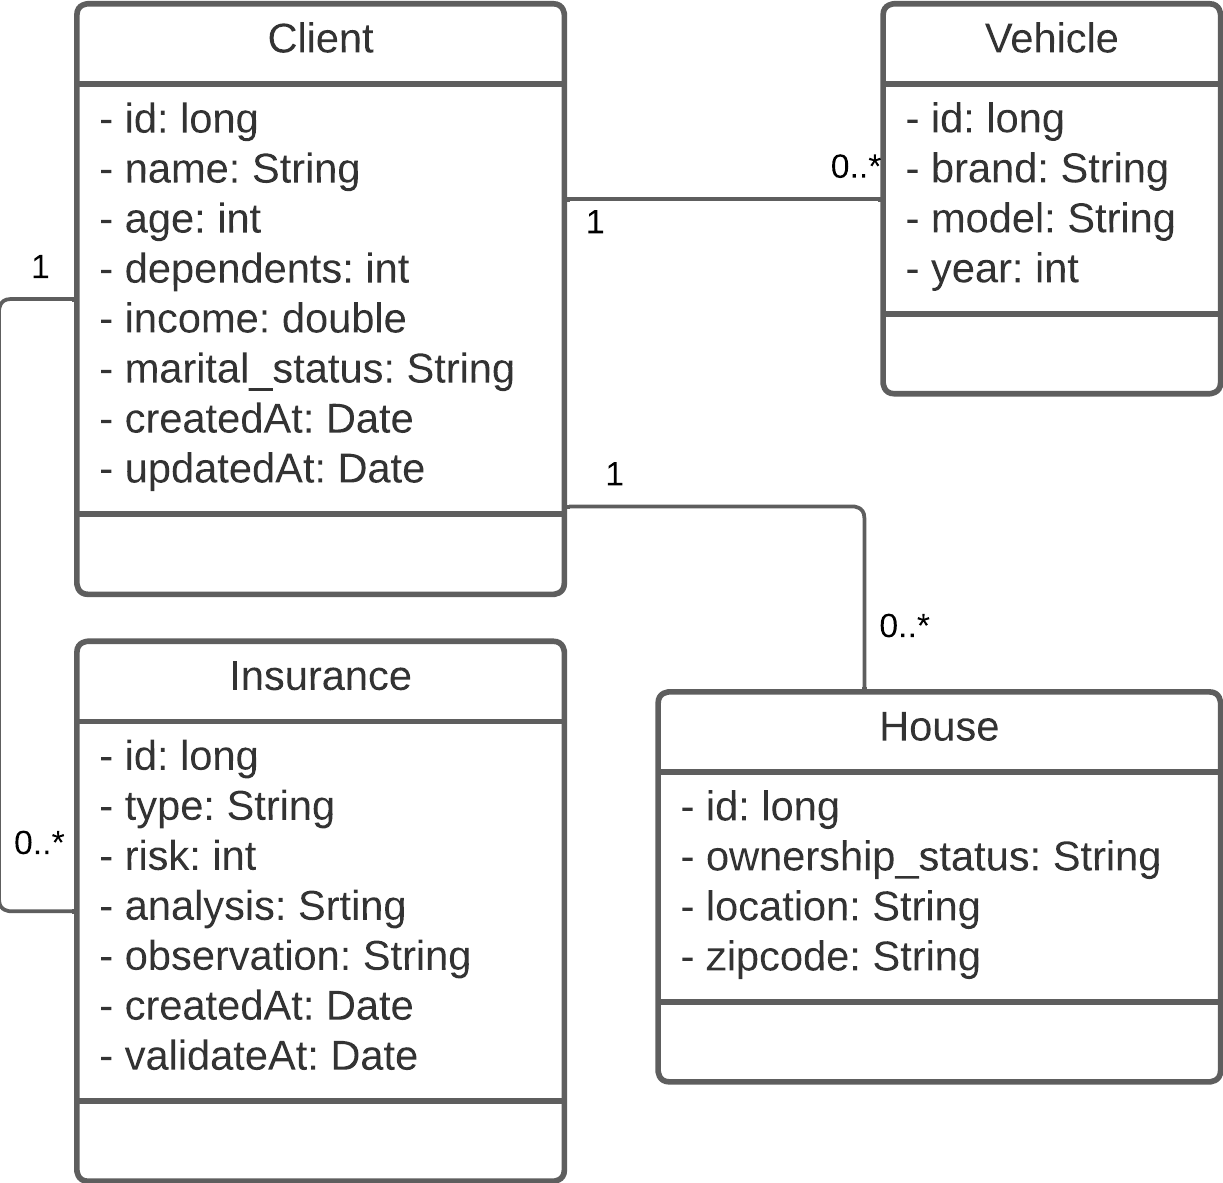 Client
- id: long
- name: String
- age: int
- dependents: int
- income: double
- marital_status: String
- createdAt: Date
- updatedAt: Date
1
0..*
Vehicle
- id: long
- brand: String
- model: String
- year: int
1
0..*
1
0..*
Insurance
- id: long
- type: String
- risk: int
- analysis: Srting
- observation: String
- createdAt: Date
- validateAt: Date
House
- id: long
- ownership_status: String
- location: String
- zipcode: String